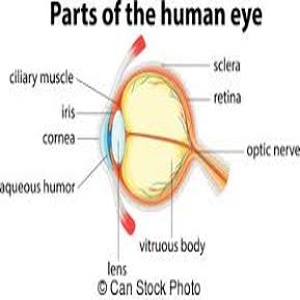 Parts of the human eye
ciliary muscle
sclera
iris
retina
cornea
optic nerve
aqueous humor
vitruous body
lens
© Can Stock Photo